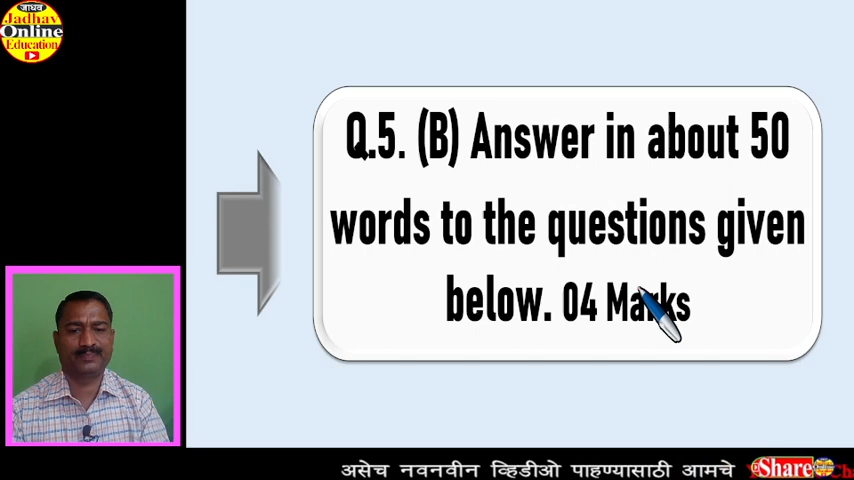 जाधव
Jadhav
Online
Education
Q.5. (B) Answer in about 50
words to the questions given
below. 04 Marks
असेच नवनवीन व्हिडीओ पाहण्यासाठी आमचे
Share